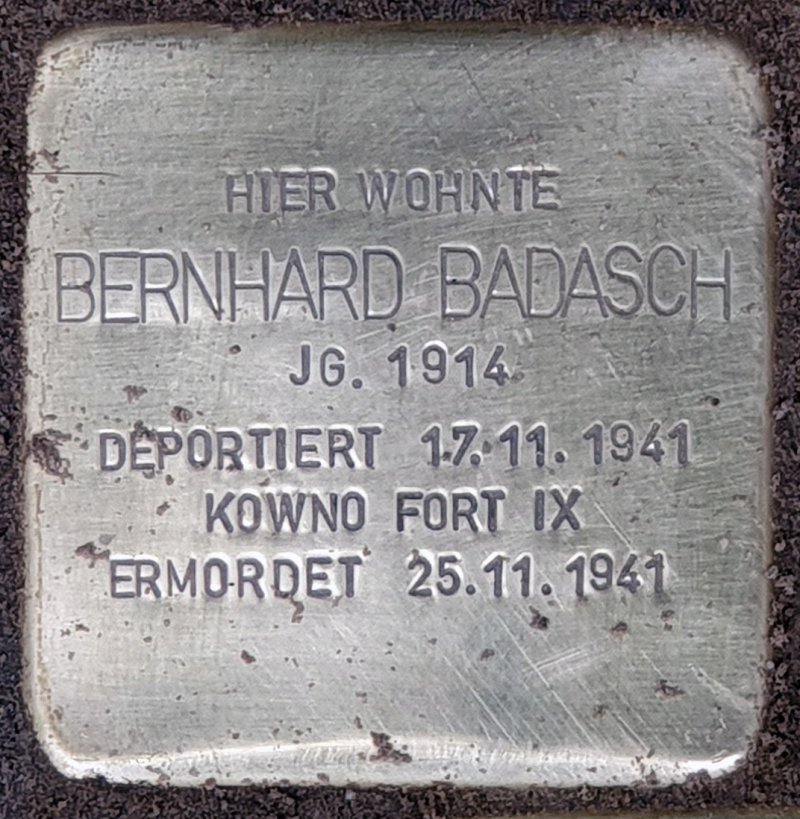 HIER WOHNTE
BERNHARD BADASCH
JG. 1914
DEPORTIERT 17.11.1941
KOWNO FORT IX
ERMORDET 25.11.1941